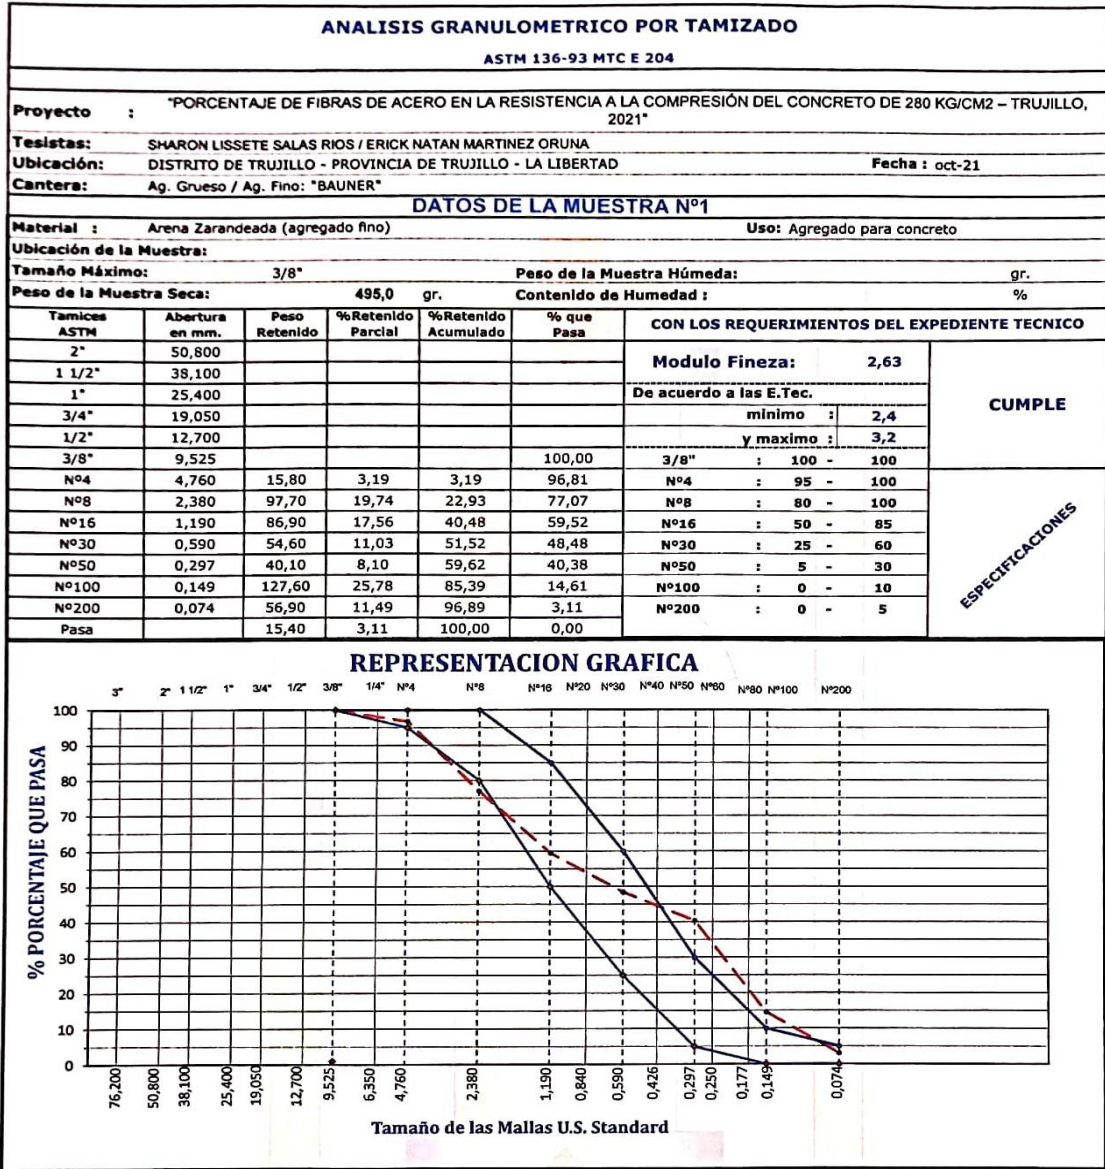 ANALISIS GRANULOMETRICO POR TAMIZADO
ASTM 136-93 MTC E 204
Proyecto : "PORCENTAJE DE FIBRAS DE ACERO EN LA RESISTENCIA A LA COMPRESIÓN DEL CONCRETO DE 280 KG/CM2 – TRUJILLO,
2021"
Tesistas: SHARON LISSETE SALAS RIOS / ERICK NATAN MARTINEZ ORUNA
Ubicación: DISTRITO DE TRUJILLO - PROVINCIA DE TRUJILLO - LA LIBERTAD Fecha : oct-21
Cantera: Ag. Grueso / Ag. Fino: "BAUNER"
DATOS DE LA MUESTRA Nº1
Material : Arena Zarandeada (agregado fino) Uso: Agregado para concreto
Ubicación de la Muestra:
Tamaño Máximo: 3/8" Peso de la Muestra Húmeda: gr.
Peso de la Muestra Seca: 495,0 gr. Contenido de Humedad : %
Tamices Abertura Peso %Retenido %Retenido % que
ASTM en mm. Retenido Parcial Acumulado Pasa
CON LOS REQUERIMIENTOS DEL EXPEDIENTE TECNICO
2" 50,800
1 1/2" 38,100
Modulo Fineza: 2,63
1" 25,400 De acuerdo a las E.Tec.
CUMPLE
3/4" 19,050 minimo : 2,4
1/2" 12,700 y maximo : 3,2
3/8" 9,525 100,00 3/8" : 100 - 100
Nº4 4,760 15,80 3,19 3,19 96,81 Nº4 : 95 - 100
Nº8 2,380 97,70 19,74 22,93 77,07 Nº8 : 80 - 100
Nº16 1,190 86,90 17,56 40,48 59,52 Nº16 : 50 - 85
Nº30 0,590 54,60 11,03 51,52 48,48 Nº30 : 25 - 60
Nº50 0,297 40,10 8,10 59,62 40,38 Nº50 : 5 - 30
Nº100 0,149 127,60 25,78 85,39 14,61 Nº100 : 0 - 10
Nº200 0,074 56,90 11,49 96,89 3,11 Nº200 : 0 - 5
Pasa 15,40 3,11 100,00 0,00
ESPECIFICACIONES
REPRESENTACION GRAFICA
3" 2" 1 1/2" 1" 3/4" 1/2" 3/8" 1/4" Nº4 Nº8 Nº16 Nº20 Nº30 Nº40 Nº50 Nº60 Nº80 Nº100 Nº200
% PORCENTAJE QUE PASA
100
90
80
70
60
50
40
30
20
10
0
76,200 50,800 38,100 25,400 19,050 12,700 9,525 6,350 4,760 2,380 1,190 0,840 0,590 0,426 0,297 0,250 0,177 0,149 0,074
Tamaño de las Mallas U.S. Standard